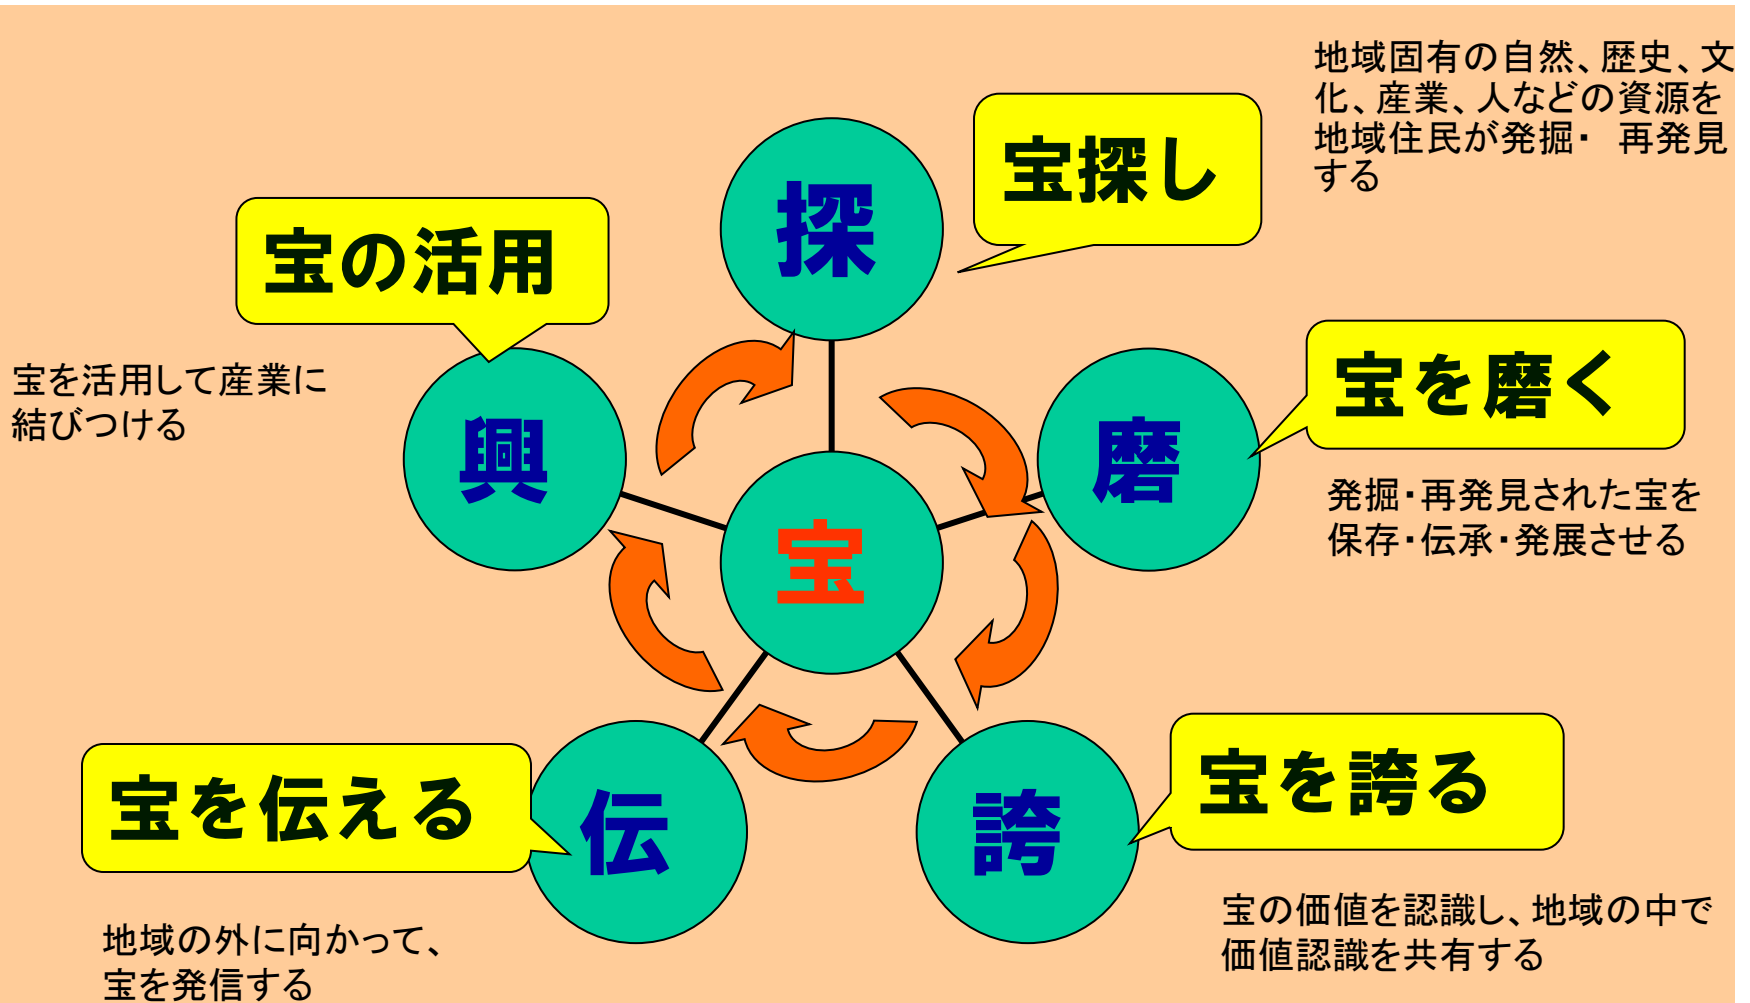 地域固有の自然、歴史、文
化、産業、人などの資源を
地域住民が発掘・　再発見
する
宝探し
探
宝の活用
宝を活用して産業に
結びつける
興
宝を磨く
磨
発掘・再発見された宝を
保存・伝承・発展させる
宝
宝を伝える
伝
地域の外に向かって、
宝を発信する
宝を誇る
誇
宝の価値を認識し、地域の中で
価値認識を共有する